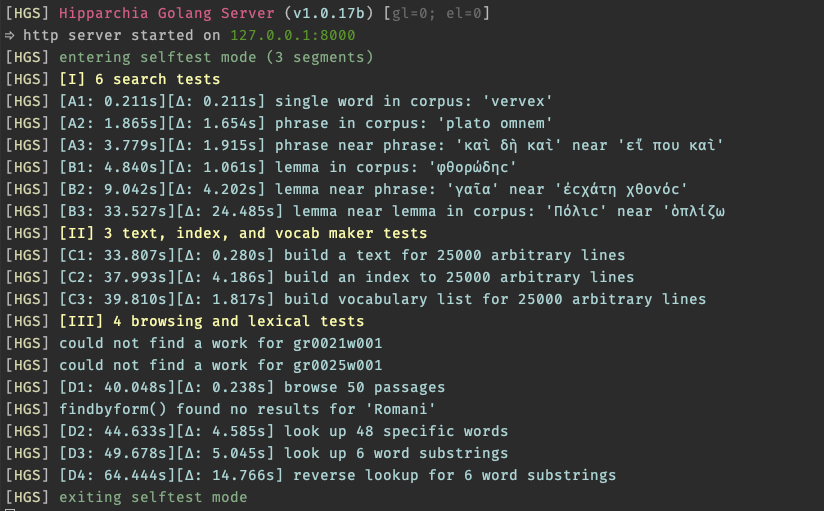 [HGS] Hipparchia Golang Server (v1.0.17b) [gl=0; el=0]
⇨ http server started on 127.0.0.1:8000
[HGS] entering selftest mode (3 segments)
[HGS] [I] 6 search tests
[HGS] [A1: 0.211s][Δ: 0.211s] single word in corpus: 'vervex'
[HGS] [A2: 1.865s][Δ: 1.654s] phrase in corpus: 'plato omnem'
[HGS] [A3: 3.779s][Δ: 1.915s] phrase near phrase: 'καὶ δὴ καὶ' near 'εἴ που καὶ'
[HGS] [B1: 4.840s][Δ: 1.061s] lemma in corpus: 'φθορώδηϲ'
[HGS] [B2: 9.042s][Δ: 4.202s] lemma near phrase: 'γαῖα' near 'ἐϲχάτη χθονόϲ'
[HGS] [B3: 33.527s][Δ: 24.485s] lemma near lemma in corpus: 'Πόλιϲ' near 'ὁπλίζω
[HGS] [II] 3 text, index, and vocab maker tests
[HGS] [C1: 33.807s][Δ: 0.280s] build a text for 25000 arbitrary lines
[HGS] [C2: 37.993s][Δ: 4.186s] build an index to 25000 arbitrary lines
[HGS] [C3: 39.810s][Δ: 1.817s] build vocabulary list for 25000 arbitrary lines
[HGS] [III] 4 browsing and lexical tests
[HGS] could not find a work for gr0021w001
[HGS] could not find a work for gr0025w001
[HGS] [D1: 40.048s][Δ: 0.238s] browse 50 passages
[HGS] findbyform() found no results for 'Romani'
[HGS] [D2: 44.633s][Δ: 4.585s] look up 48 specific words
[HGS] [D3: 49.678s][Δ: 5.045s] look up 6 word substrings
[HGS] [D4: 64.444s][Δ: 14.766s] reverse lookup for 6 word substrings
[HGS] exiting selftest mode